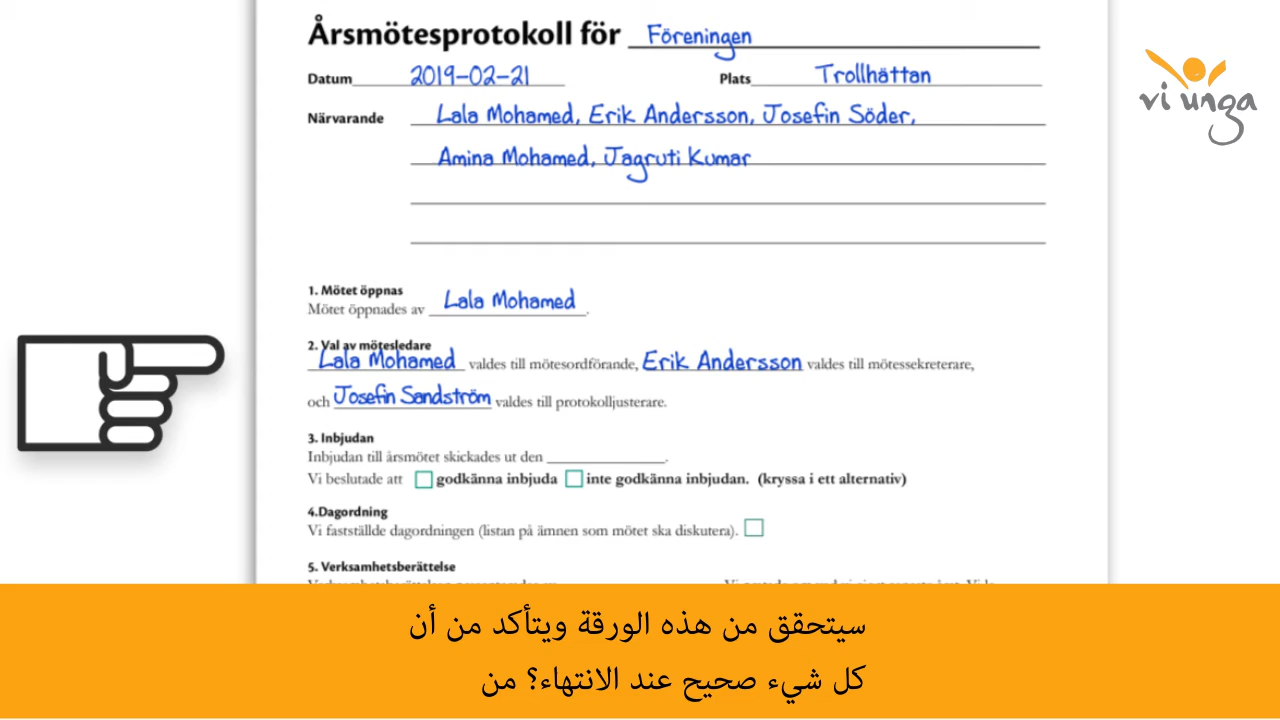 Årsmötesprotokoll för Föreningen
Datum 2019-02-21 Plats Trollhättan
vi unga
Närvarande Lala Mohamed, Erik Andersson, Josefin Söder,
Amina Mohamed, Jagruti Kumar
1. Mötet öppnas
Mötet öppnades av Lala Mohamed.
2. Val av mötesledare
Lala Mohamed valdes till mötesordförande, Erik Andersson valdes till mötessekreterare,
och Josefin Sandström valdes till protokolljusterare.
3. Inbjudan
Inbjudan till årsmötet skickades ut den .
Vi beslutade att godkänna inbjuda inte godkänna inbjudan. (kryssa i ett alternativ)
4.Dagordning
Vi fastställde dagordningen (listan på ämnen som mötet ska diskutera).
5. Verksamhetsberättelse
سيتحقق من هذه الورقة ويتأكد من أن
كل شيء صحيح عند الانتهاء؟ من